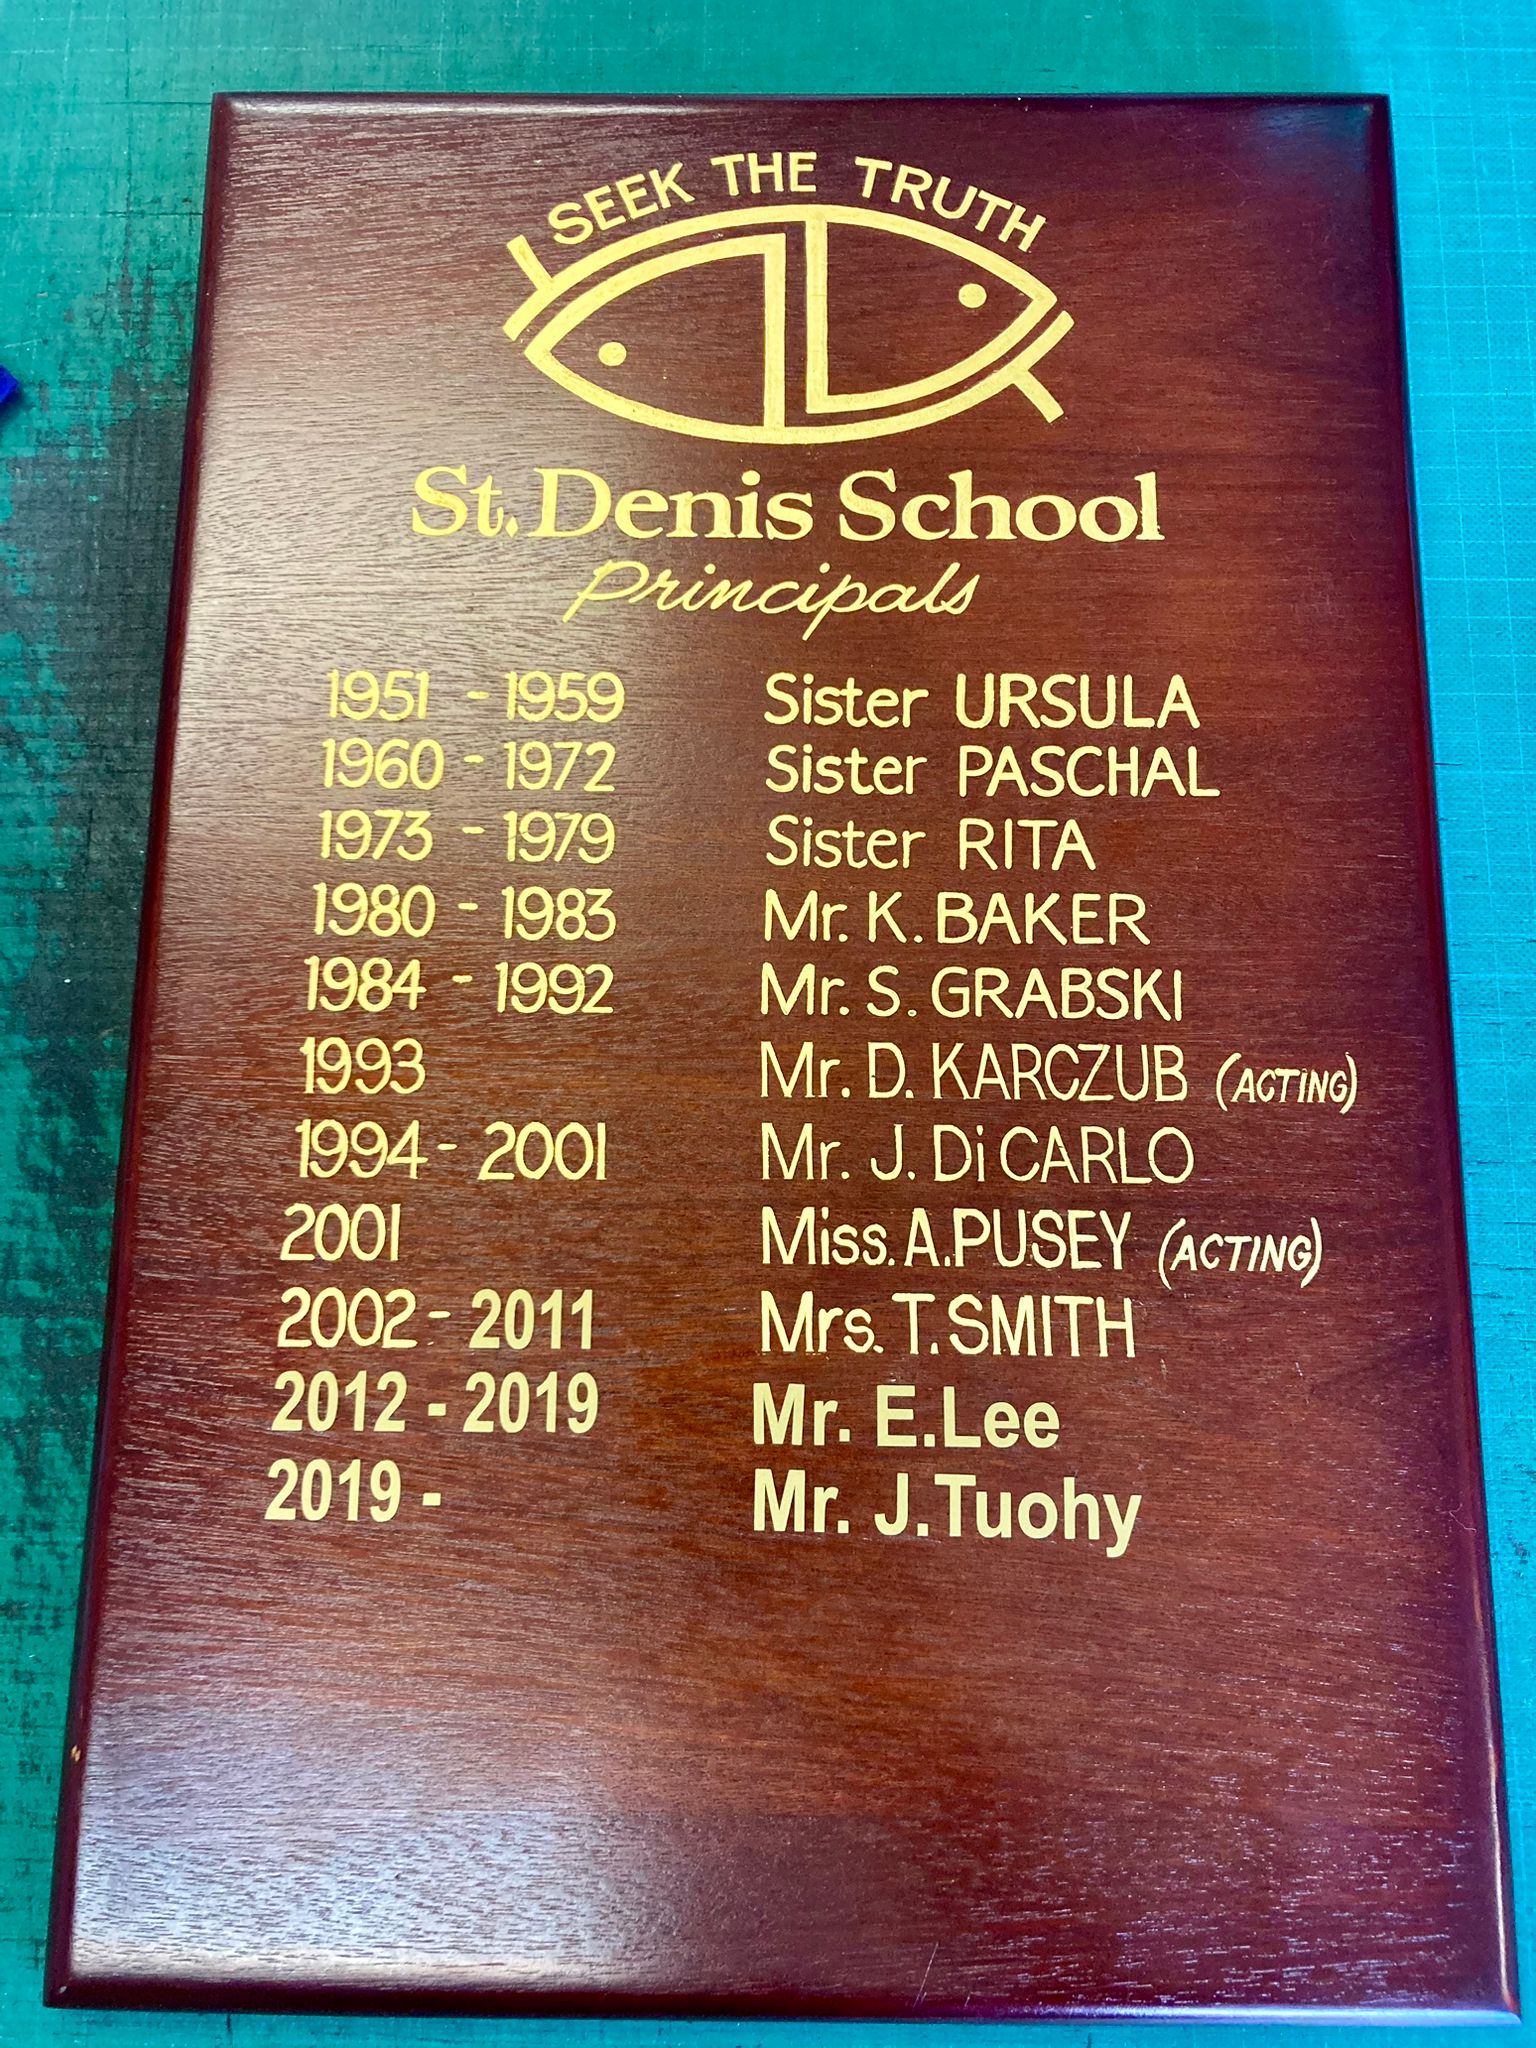 SEEK THE TRUTH
St. Denis School
Principals
1951 - 1959 Sister URSULA
1960 - 1972 Sister PASCHAL
1973 - 1979 Sister RITA
1980 - 1983 Mr. K. BAKER
1984 - 1992 Mr. S. GRABSKI
1993 Mr. D. KARCZUB (ACTING)
1994 - 2001 Mr. J. Di CARLO
2001 Miss. A. PUSEY (ACTING)
2002 - 2011 Mrs. T. SMITH
2012 - 2019 Mr. E.Lee
2019 - Mr. J.Tuohy